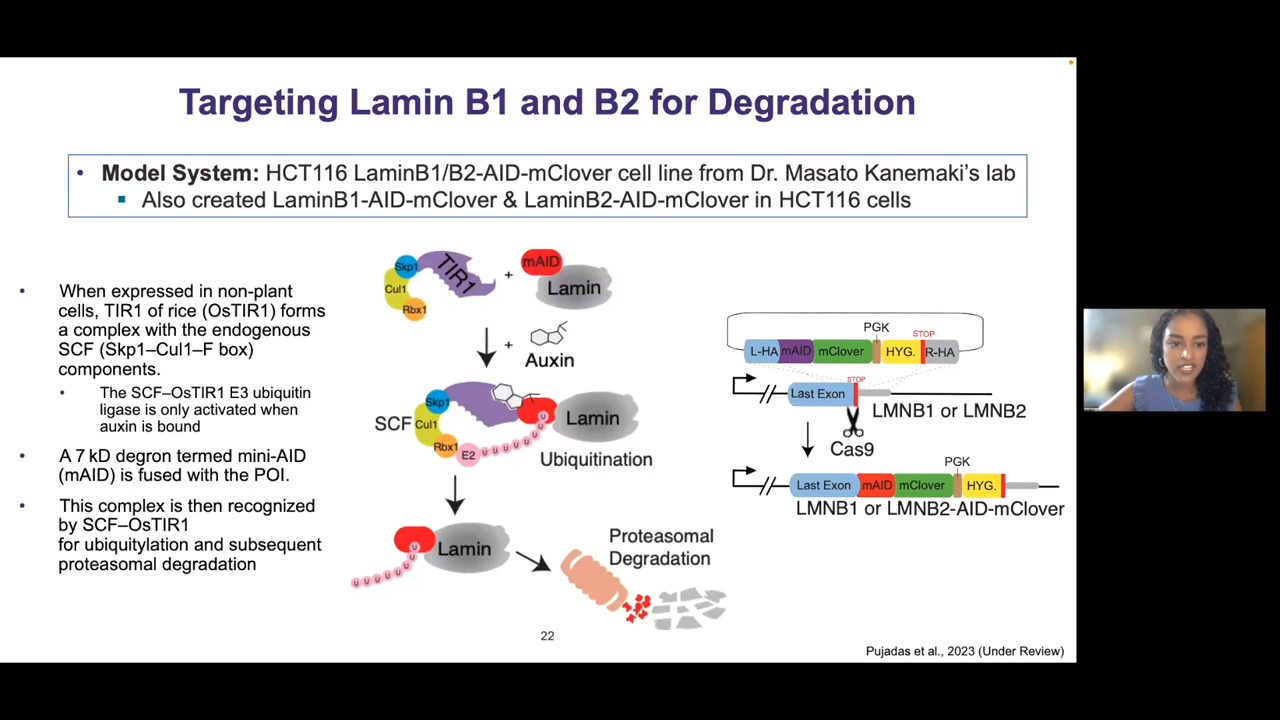 Targeting Lamin B1 and B2 for Degradation
• Model System: HCT116 LaminB1/B2-AID-mClover cell line from Dr. Masato Kanemaki's lab
▪ Also created LaminB1-AID-mClover & LaminB2-AID-mClover in HCT116 cells
• When expressed in non-plant
cells, TIR1 of rice (OsTIR1) forms
a complex with the endogenous
SCF (Skp1–Cul1–F box)
components.
• The SCF–OsTIR1 E3 ubiquitin
ligase is only activated when
auxin is bound
• A 7 kD degron termed mini-AID
(mAID) is fused with the POI.
• This complex is then recognized
by SCF–OsTIR1
for ubiquitylation and subsequent
proteasomal degradation
Skp1
TIR1
Cul1
Rbx1
+
mAID
Lamin
+
Auxin
SCF
Skp1
Cul1
Rbx1
E2
U U U U U U U U U
Lamin
Ubiquitination
U
U U U U U U
Lamin
Proteasomal
Degradation
PGK
STOP
L-HA mAID mClover HYG. R-HA
STOP
Last Exon
LMNB1 or LMNB2
Cas9
PGK
Last Exon mAID mClover HYG.
LMNB1 or LMNB2-AID-mClover
22
Pujadas et al., 2023 (Under Review)